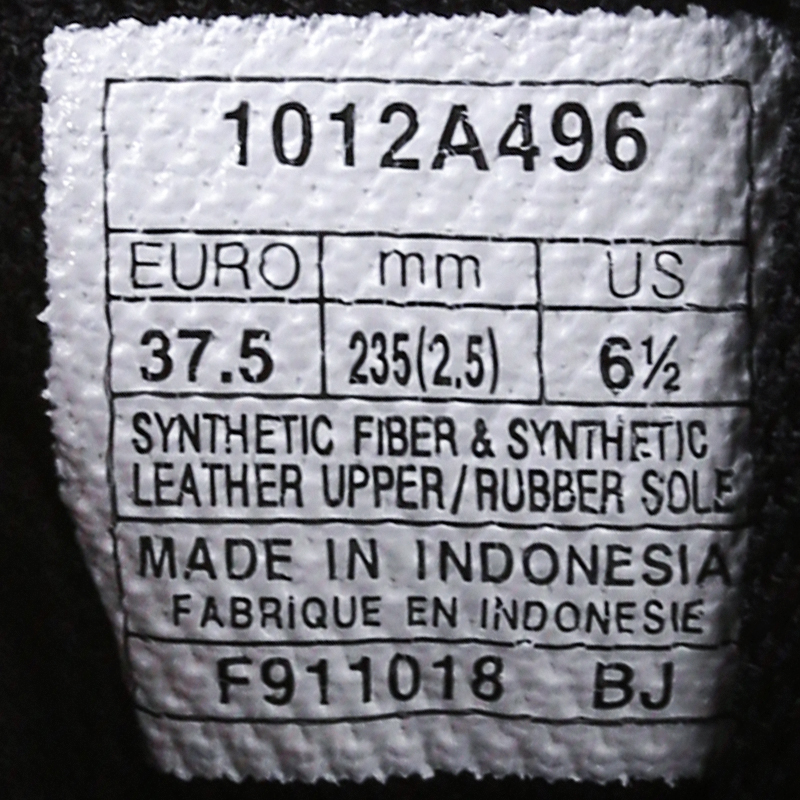 1012A496
EURO mm US
37.5 235(2.5) 6½
SYNTHETIC FIBER & SYNTHETIC
LEATHER UPPER/RUBBER SOLE
MADE IN INDONESIA
FABRIQUE EN INDONESIE
F911018 BJ